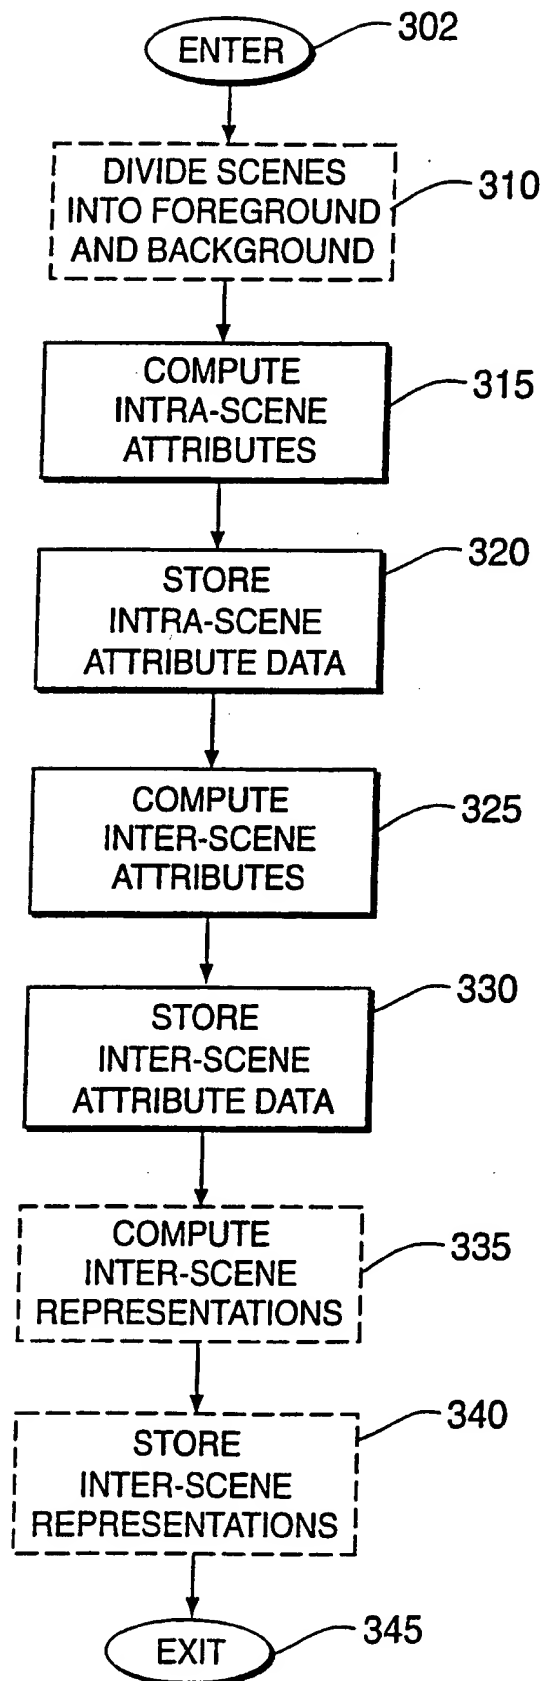 ENTER
302
DIVIDE SCENES
INTO FOREGROUND
AND BACKGROUND
310
COMPUTE
INTRA-SCENE
ATTRIBUTES
315
STORE
INTRA-SCENE
ATTRIBUTE DATA
320
COMPUTE
INTER-SCENE
ATTRIBUTES
325
STORE
INTER-SCENE
ATTRIBUTE DATA
330
COMPUTE
INTER-SCENE
REPRESENTATIONS
335
STORE
INTER-SCENE
REPRESENTATIONS
340
EXIT
345